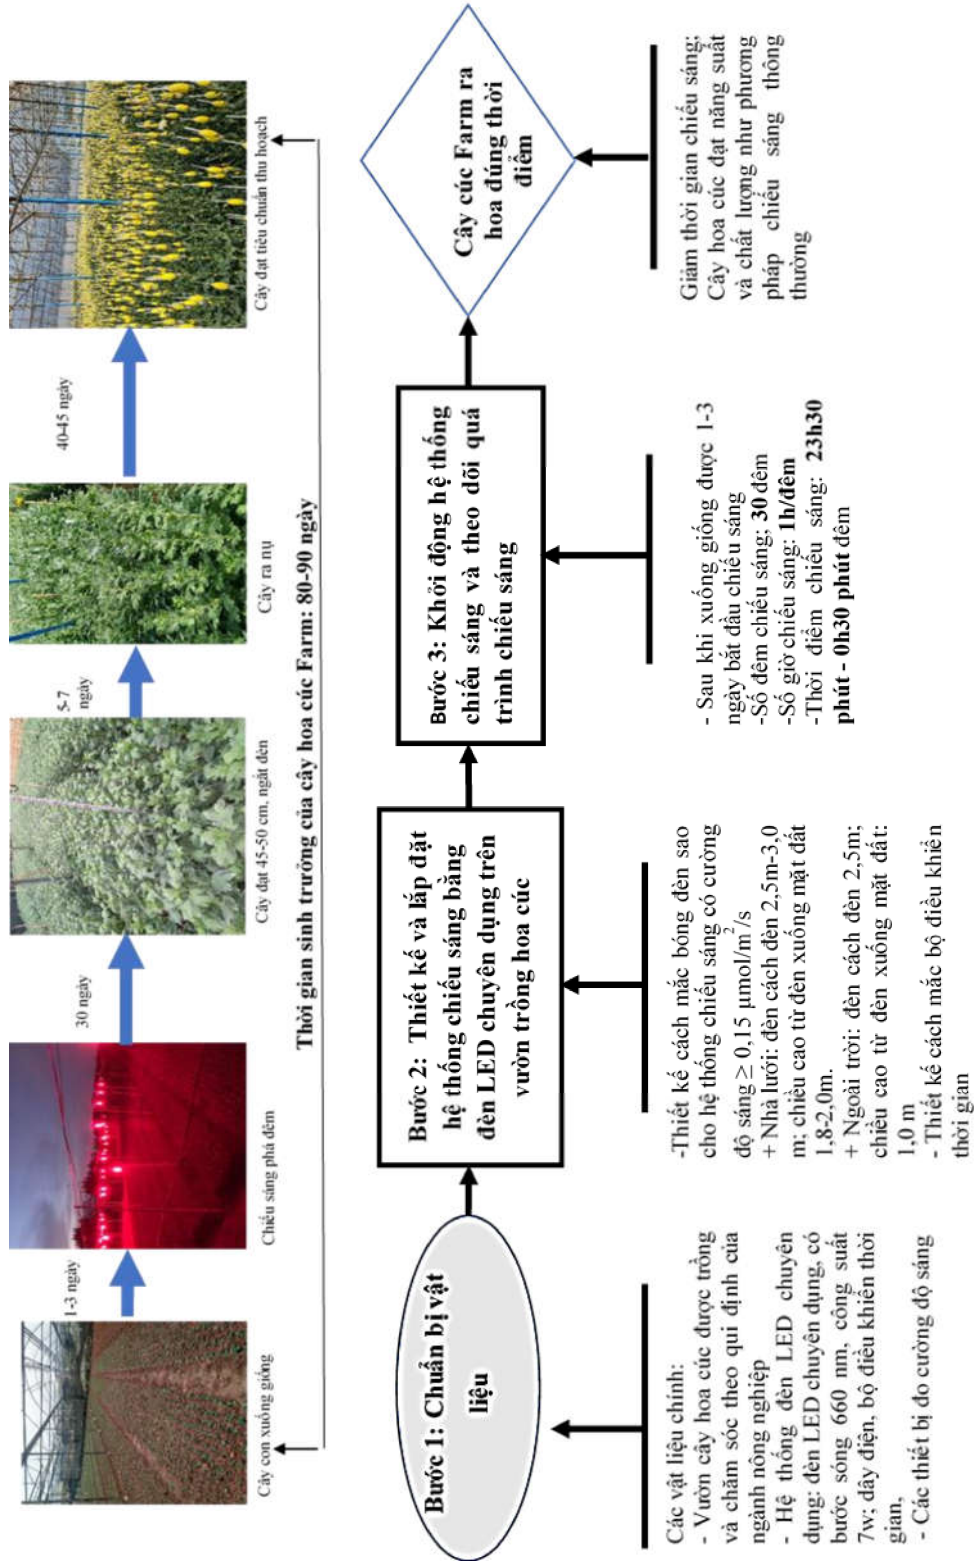 1-3 ngày
30 ngày
5-7
ngày
40-45 ngày
Cây con xuống giống
Chiếu sáng phá đêm
Cây đạt 45-50 cm, ngắt đèn
Cây ra nụ
Cây đạt tiêu chuẩn thu hoạch
Thời gian sinh trưởng của cây hoa cúc Farm: 80-90 ngày
Bước 1: Chuẩn bị vật
liệu
Bước 2: Thiết kế và lắp đặt
hệ thống chiếu sáng bằng
đèn LED chuyên dụng trên
vườn trồng hoa cúc
Bước 3: Khởi động hệ thống
chiếu sáng và theo dõi quá
trình chiếu sáng
Cây cúc Farm ra
hoa đúng thời
điểm
Các vật liệu chính:
- Vườn cây hoa cúc được trồng
và chăm sóc theo qui định của
ngành nông nghiệp
- Hệ thống đèn LED chuyên
dụng: đèn LED chuyên dụng, có
bước sóng 660 nm, công suất
7w; dây điện, bộ điều khiển thời
gian,
- Các thiết bị đo cường độ sáng
-Thiết kế cách mắc bóng đèn sao
cho hệ thống chiếu sáng có cường
độ sáng ≥ 0,15 µmol/m²/s
+ Nhà lưới: đèn cách đèn 2,5m-3,0
m; chiều cao từ đèn xuống mặt đất
1,8-2,0m.
+ Ngoài trời: đèn cách đèn 2,5m;
chiều cao từ đèn xuống mặt đất:
1,0 m
- Thiết kế cách mắc bộ điều khiển
thời gian
- Sau khi xuống giống được 1-3
ngày bắt đầu chiếu sáng
-Số đêm chiếu sáng; 30 đêm
-Số giờ chiếu sáng: 1h/đêm
-Thời điểm chiếu sáng: 23h30
phút - 0h30 phút đêm
Giảm thời gian chiếu sáng;
Cây hoa cúc đạt năng suất
và chất lượng như phương
pháp chiếu sáng thông
thường